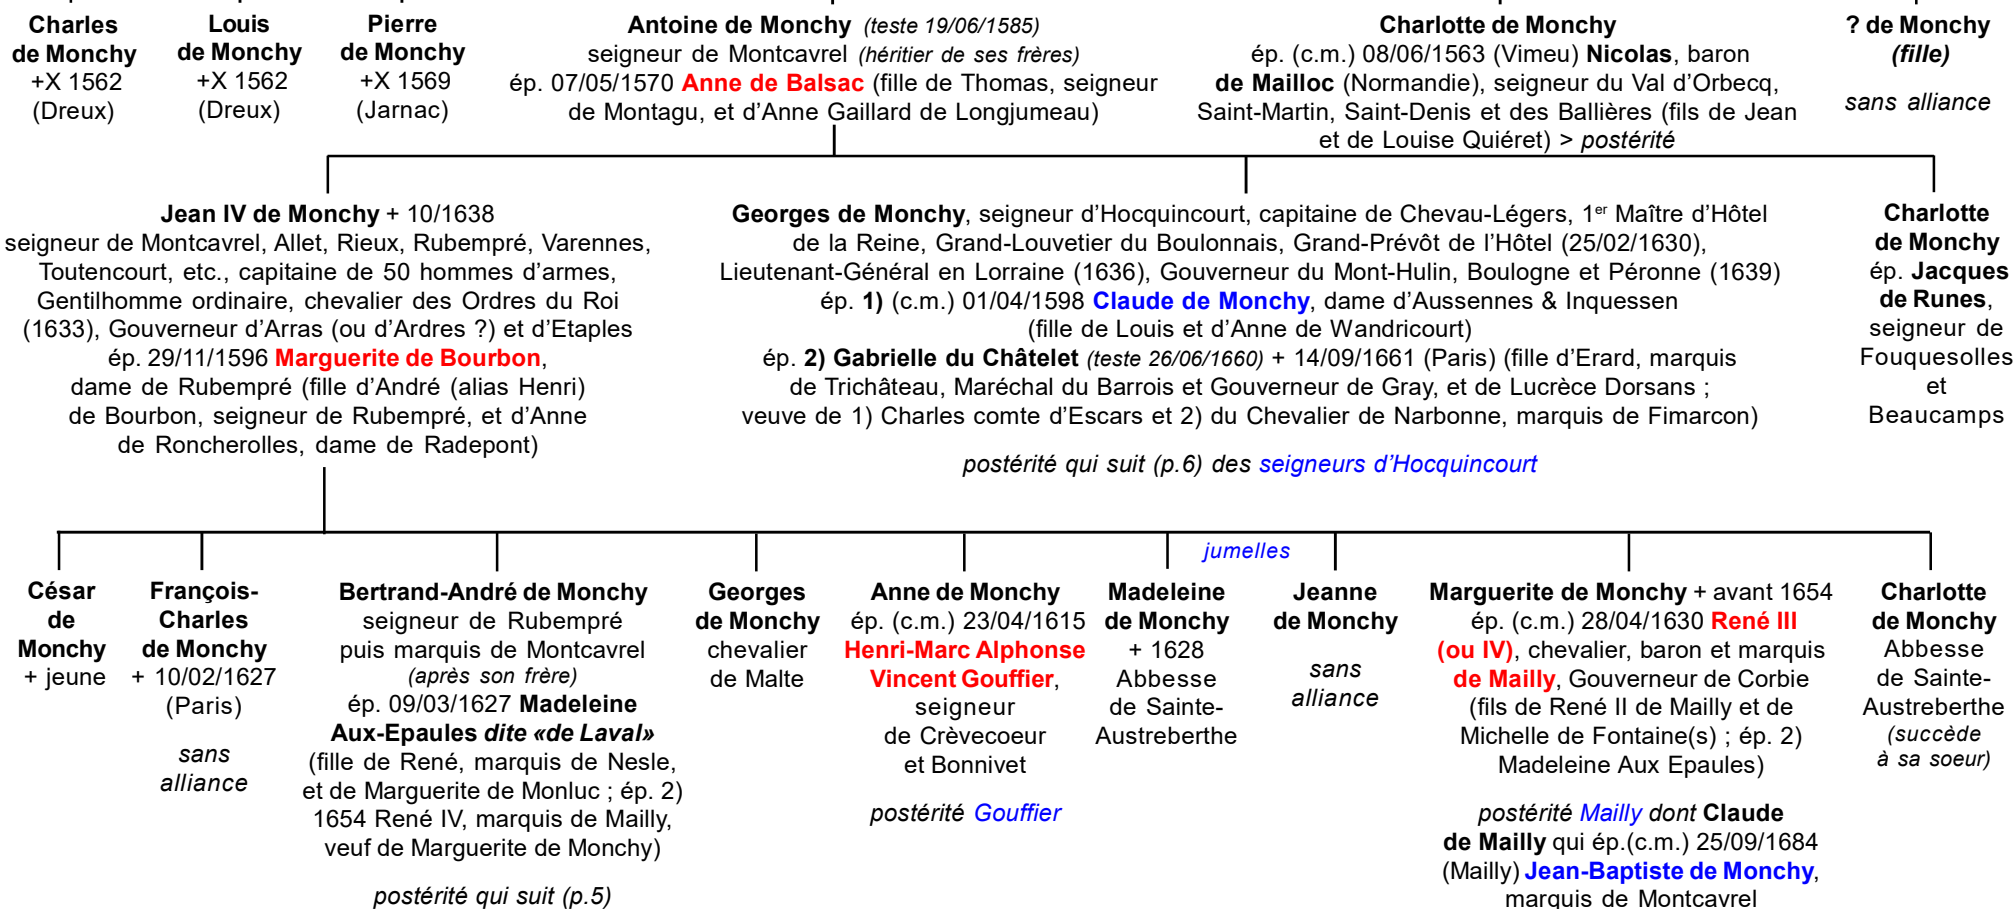 Charles
de Monchy
+X 1562
(Dreux)
Louis
de Monchy
+X 1562
(Dreux)
Pierre
de Monchy
+X 1569
(Jarnac)
Antoine de Monchy (teste 19/06/1585)
seigneur de Montcavrel (héritier de ses frères)
ép. 07/05/1570 Anne de Balsac (fille de Thomas, seigneur
de Montagu, et d'Anne Gaillard de Longjumeau)
Charlotte de Monchy
ép. (c.m.) 08/06/1563 (Vimeu) Nicolas, baron
de Mailloc (Normandie), seigneur du Val d'Orbecq,
Saint-Martin, Saint-Denis et des Ballières (fils de Jean
et de Louise Quiéret) > postérité
? de Monchy
(fille)
sans alliance
Jean IV de Monchy + 10/1638
seigneur de Montcavrel, Allet, Rieux, Rubempré, Varennes,
Toutencourt, etc., capitaine de 50 hommes d'armes,
Gentilhomme ordinaire, chevalier des Ordres du Roi
(1633), Gouverneur d'Arras (ou d'Ardres ?) et d'Etaples
ép. 29/11/1596 Marguerite de Bourbon,
dame de Rubempré (fille d'André (alias Henri)
de Bourbon, seigneur de Rubempré, et d'Anne
de Roncherolles, dame de Radepont)
Georges de Monchy, seigneur d'Hocquincourt, capitaine de Chevau-Légers, 1er Maître d'Hôtel
de la Reine, Grand-Louvetier du Boulonnais, Grand-Prévôt de l'Hôtel (25/02/1630),
Lieutenant-Général en Lorraine (1636), Gouverneur du Mont-Hulin, Boulogne et Péronne (1639)
ép. 1) (c.m.) 01/04/1598 Claude de Monchy, dame d'Aussennes & Inquessen
(fille de Louis et d'Anne de Wandricourt)
ép. 2) Gabrielle du Châtelet (teste 26/06/1660) + 14/09/1661 (Paris) (fille d'Erard, marquis
de Trichâteau, Maréchal du Barrois et Gouverneur de Gray, et de Lucrèce Dorsans ;
veuve de 1) Charles comte d'Escars et 2) du Chevalier de Narbonne, marquis de Fimarcon)
postérité qui suit (p.6) des seigneurs d'Hocquincourt
Charlotte
de Monchy
ép. Jacques
de Runes,
seigneur de
Fouquesolles
et
Beaucamps
César
de
Monchy
+ jeune
François-
Charles
de Monchy
+ 10/02/1627
(Paris)
sans
alliance
Bertrand-André de Monchy
seigneur de Rubempré
puis marquis de Montcavrel
(après son frère)
ép. 09/03/1627 Madeleine
Aux-Epaules dite «de Laval»
(fille de René, marquis de Nesle,
et de Marguerite de Monluc ; ép. 2)
1654 René IV, marquis de Mailly,
veuf de Marguerite de Monchy)
postérité qui suit (p.5)
Georges
de Monchy
chevalier
de Malte
Anne de Monchy
ép. (c.m.) 23/04/1615
Henri-Marc Alphonse
Vincent Gouffier,
seigneur
de Crèvecoeur
et Bonnivet
postérité Gouffier
jumelles
Madeleine
de Monchy
+ 1628
Abbesse
de Sainte-
Austreberthe
Jeanne
de Monchy
sans
alliance
Marguerite de Monchy + avant 1654
ép. (c.m.) 28/04/1630 René III
(ou IV), chevalier, baron et marquis
de Mailly, Gouverneur de Corbie
(fils de René II de Mailly et de
Michelle de Fontaine(s) ; ép. 2)
Madeleine Aux Epaules)
postérité Mailly dont Claude
de Mailly qui ép.(c.m.) 25/09/1684
(Mailly) Jean-Baptiste de Monchy,
marquis de Montcavrel
Charlotte
de Monchy
Abbesse
de Sainte-
Austreberthe
(succède
à sa soeur)